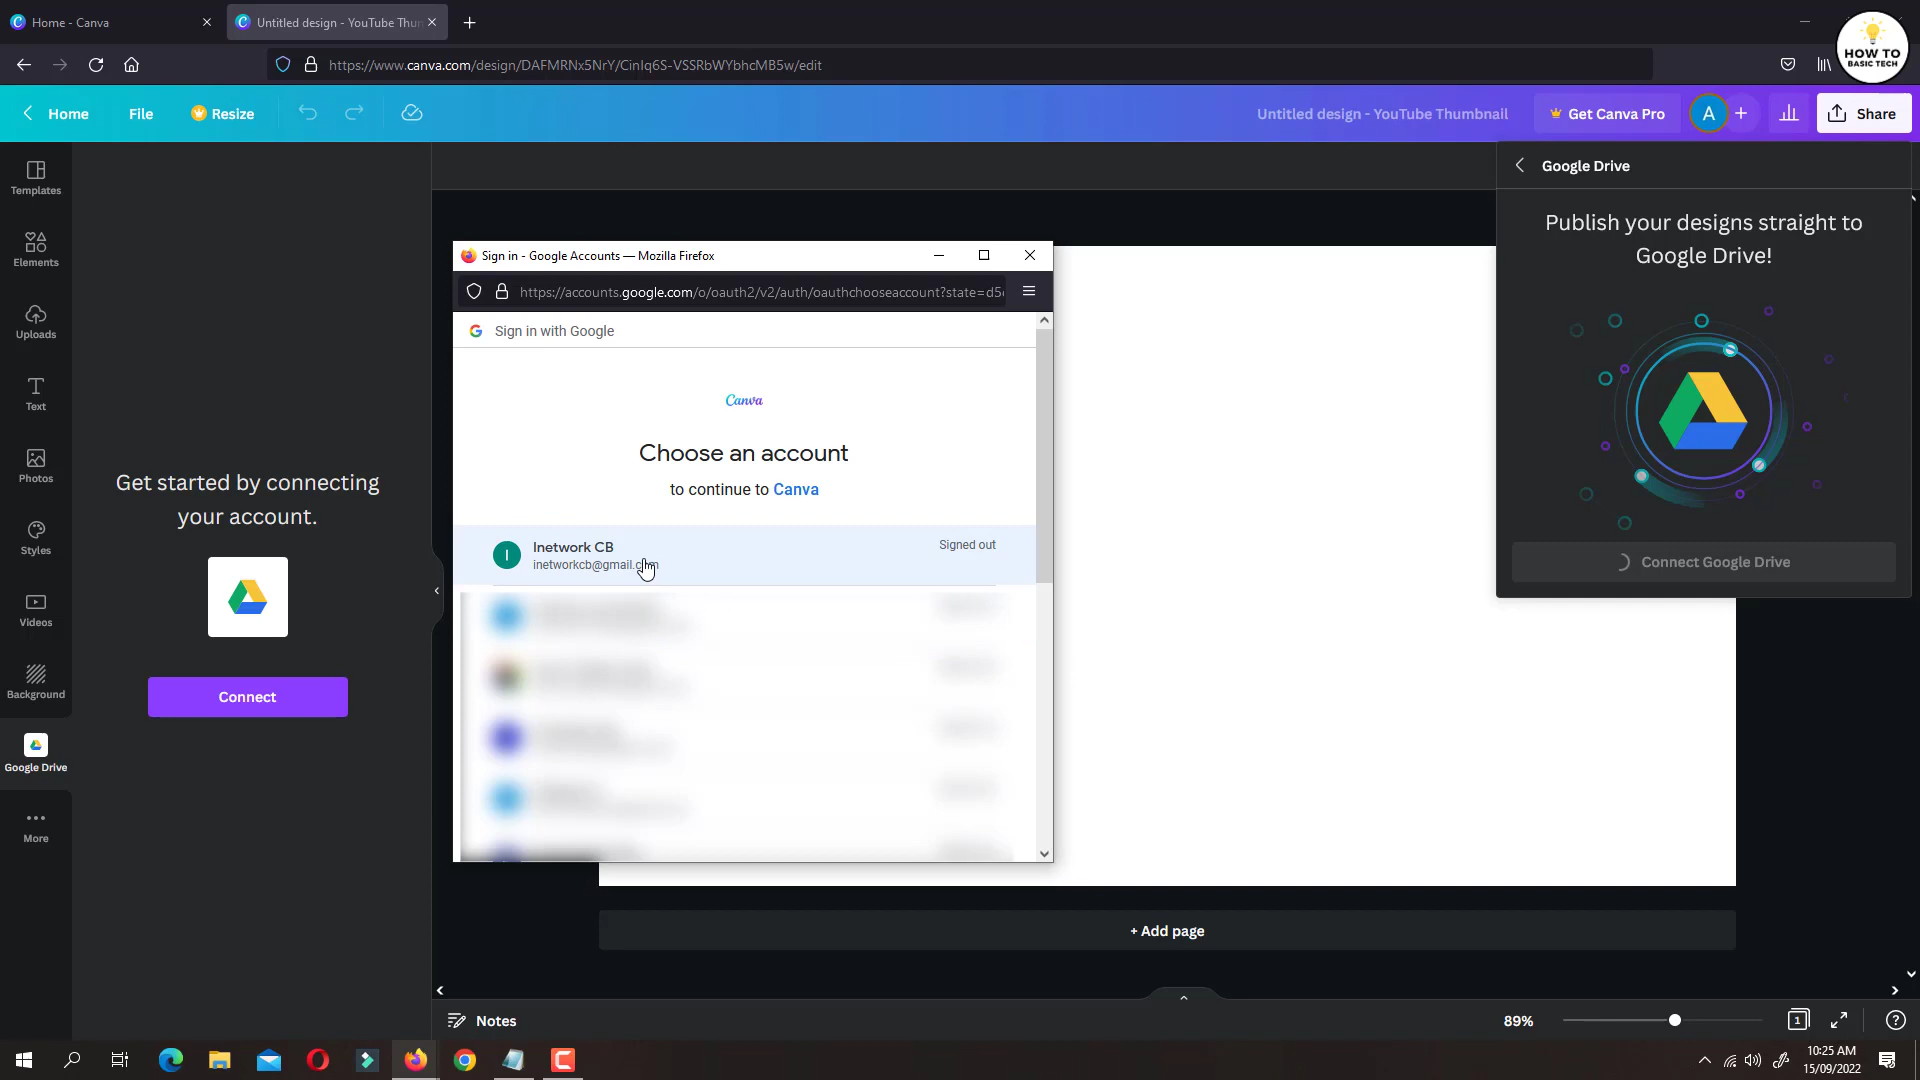 Home - Canva
Untitled design - YouTube Thun
https://www.canva.com/design/DAFMRNx5NrY/CinIq6S-VSSRbWYbhcMB5w/edit
HOW TO
BASIC TECH
Home
File
Resize
Untitled design - YouTube Thumbnail
Get Canva Pro
A
Share
Templates
Elements
Uploads
Text
Photos
Styles
Videos
Background
Google Drive
More
Get started by connecting
your account.
Connect
Sign in - Google Accounts — Mozilla Firefox
https://accounts.google.com/o/oauth2/v2/auth/oauthchooseaccount?state=d5
Sign in with Google
Canva
Choose an account
to continue to Canva
I
Inetwork CB
Signed out
inetworkcb@gmail.com
Google Drive
Publish your designs straight to
Google Drive!
Connect Google Drive
+ Add page
Notes
89%
1
10:25 AM
15/09/2022